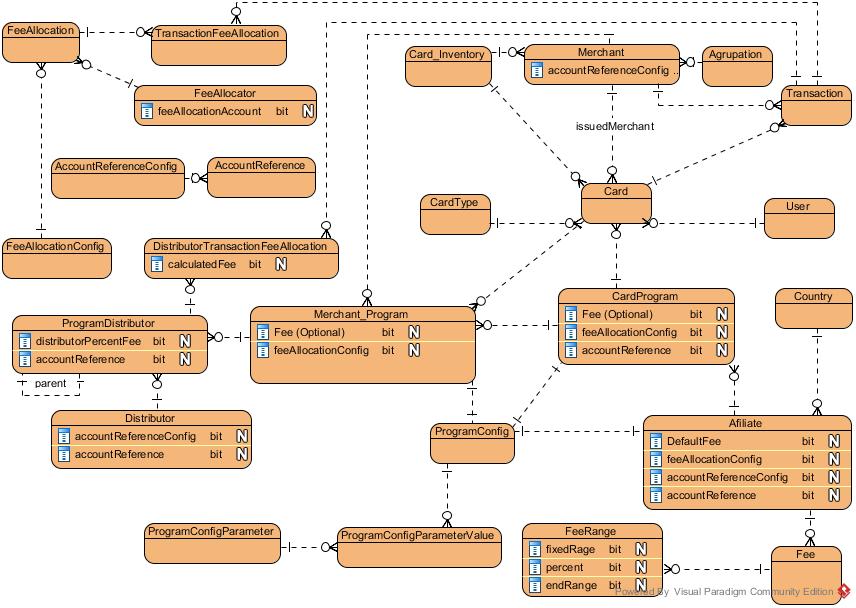 FeeAllocation
TransactionFeeAllocation
Card_Inventory
Merchant
accountReferenceConfig ..
Agrupation
FeeAllocator
feeAllocationAccount bit N
Transaction
issuedMerchant
AccountReferenceConfig
AccountReference
Card
CardType
User
FeeAllocationConfig
DistributorTransactionFeeAllocation
calculatedFee bit N
Merchant_Program
Fee (Optional) bit N
feeAllocationConfig bit N
CardProgram
Fee (Optional) bit N
feeAllocationConfig bit N
accountReference bit N
Country
ProgramDistributor
distributorPercentFee bit N
accountReference bit N
parent
Distributor
accountReferenceConfig bit N
accountReference bit N
ProgramConfig
Afiliate
DefaultFee bit N
feeAllocationConfig bit N
accountReferenceConfig bit N
accountReference bit N
ProgramConfigParameter
ProgramConfigParameterValue
FeeRange
fixedRage bit N
percent bit N
endRange bit N
Fee
Powered By Visual Paradigm Community Edition